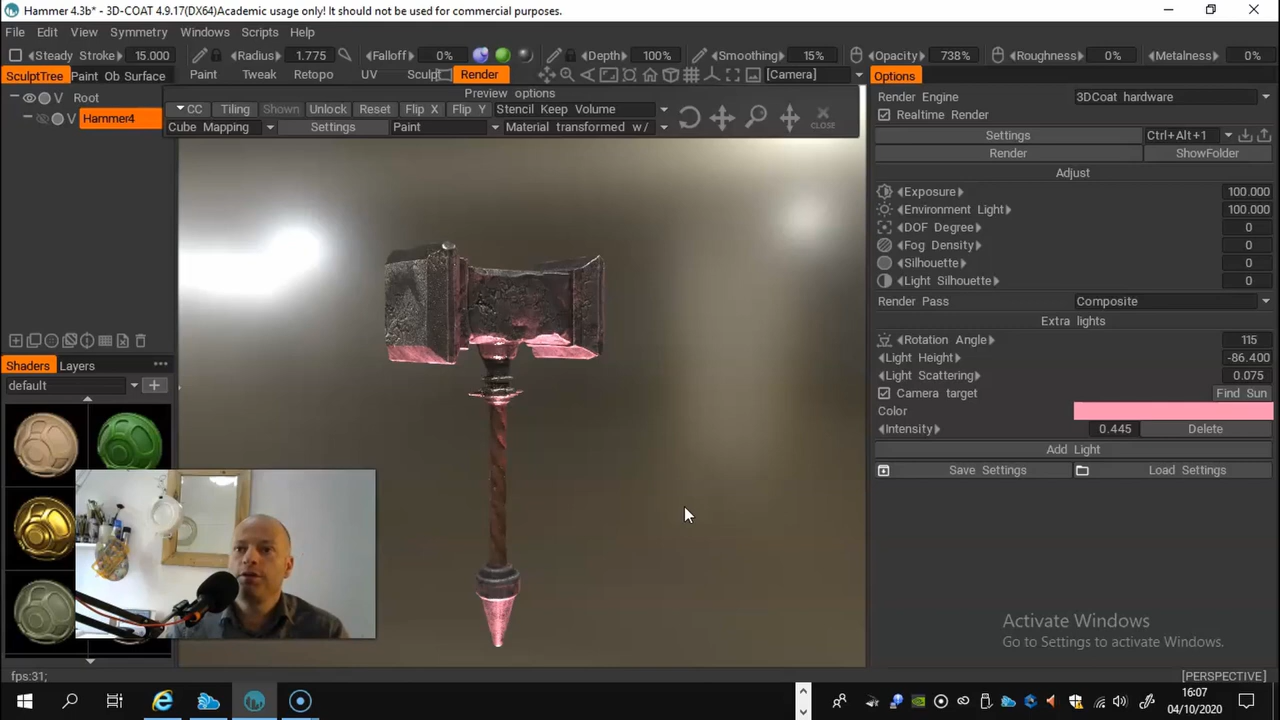 Hammer 4.3b* - 3D-COAT 4.9.17(DX64)Academic usage only! It should not be used for commercial purposes.
File Edit View Symmetry Windows Scripts Help
Steady Stroke 15.000 Radius 1.775 Falloff 0% Depth 100% Smoothing 15% Opacity 738% Roughness 0% Metalness 0%
SculptTree Paint Ob Surface Paint Tweak Retopo UV Sculpt Render [Camera] Options
Preview options
Root
Hammer4
CC Tiling Shown Unlock Reset Flip X Flip Y Stencil Keep Volume
Cube Mapping Settings Paint Material transformed w/
CLOSE
Render Engine 3DCoat hardware
Realtime Render
Settings Ctrl+Alt+1
Render ShowFolder
Adjust
Exposure 100.000
Environment Light 100.000
DOF Degree 0
Fog Density 0
Silhouette 0
Light Silhouette 0
Render Pass Composite
Extra lights
Rotation Angle 115
Light Height -86.400
Light Scattering 0.075
Camera target Find Sun
Color
Intensity 0.445 Delete
Add Light
Save Settings Load Settings
Shaders Layers
default
Activate Windows
Go to Settings to activate Windows.
fps:31; [PERSPECTIVE]
16:07
04/10/2020